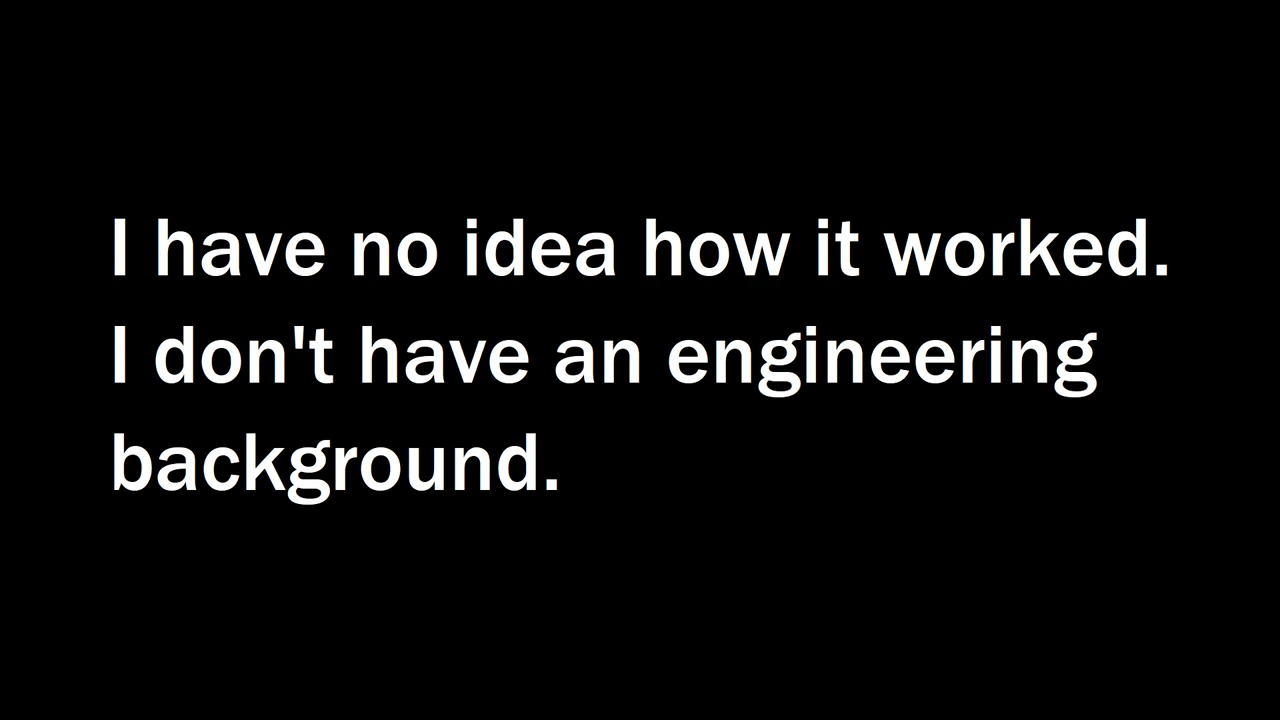 I have no idea how it worked.
I don't have an engineering
background.